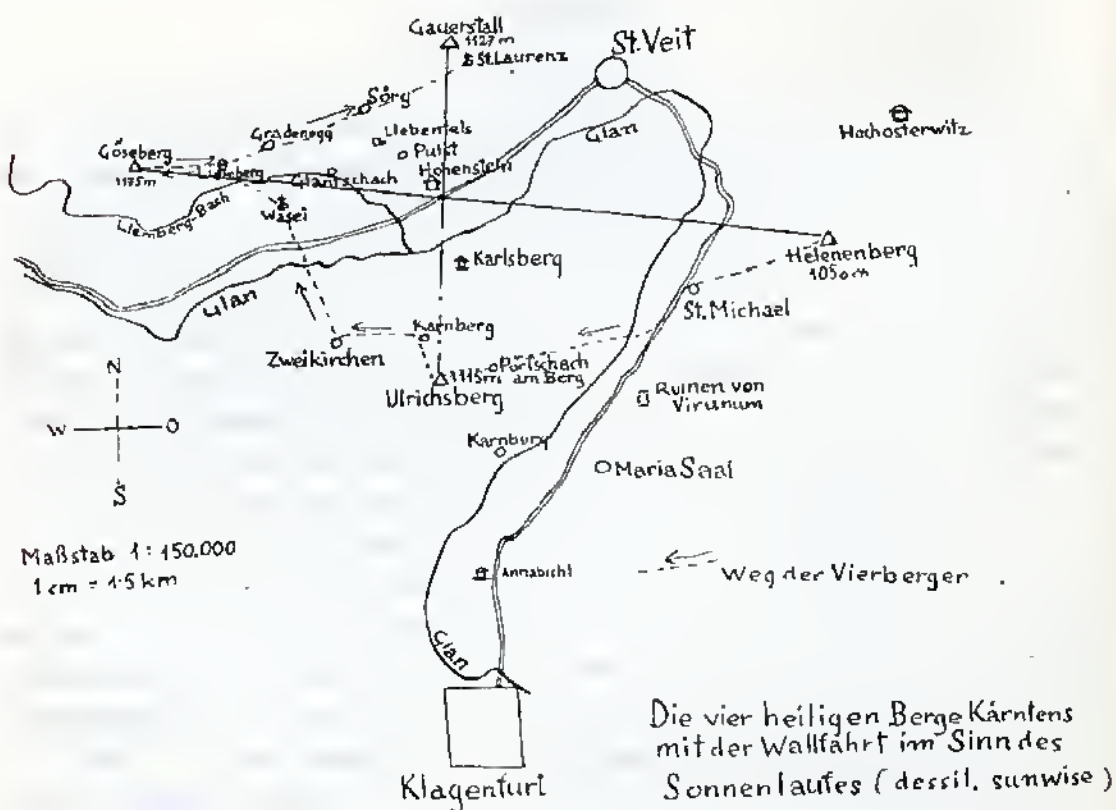 Gauerstall
1127 m
St. Laurenz
St. Veit
Sörg
Gradenegg
Liebenfels
Pulst
Hohenstein
Glan
Hochosterwitz
Göseberg
1175m
Glantschach
Liemberg-Bach
Wasei
Karlsberg
Helenenberg
1050 m
Glan
St. Michael
Karnberg
Zweikirchen
Pörtschach
am Berg
1115m
Ulrichsberg
Ruinen von
Virunum
N
W O
S
Karnburg
Maria Saal
Maßstab 1 : 150.000
1 cm = 1.5 km
Annabichl
Weg der Vierberger
Glan
Klagenfurt
Die vier heiligen Berge Kärntens
mit der Wallfahrt im Sinn des
Sonnenlaufes ( dessil. sunwise )